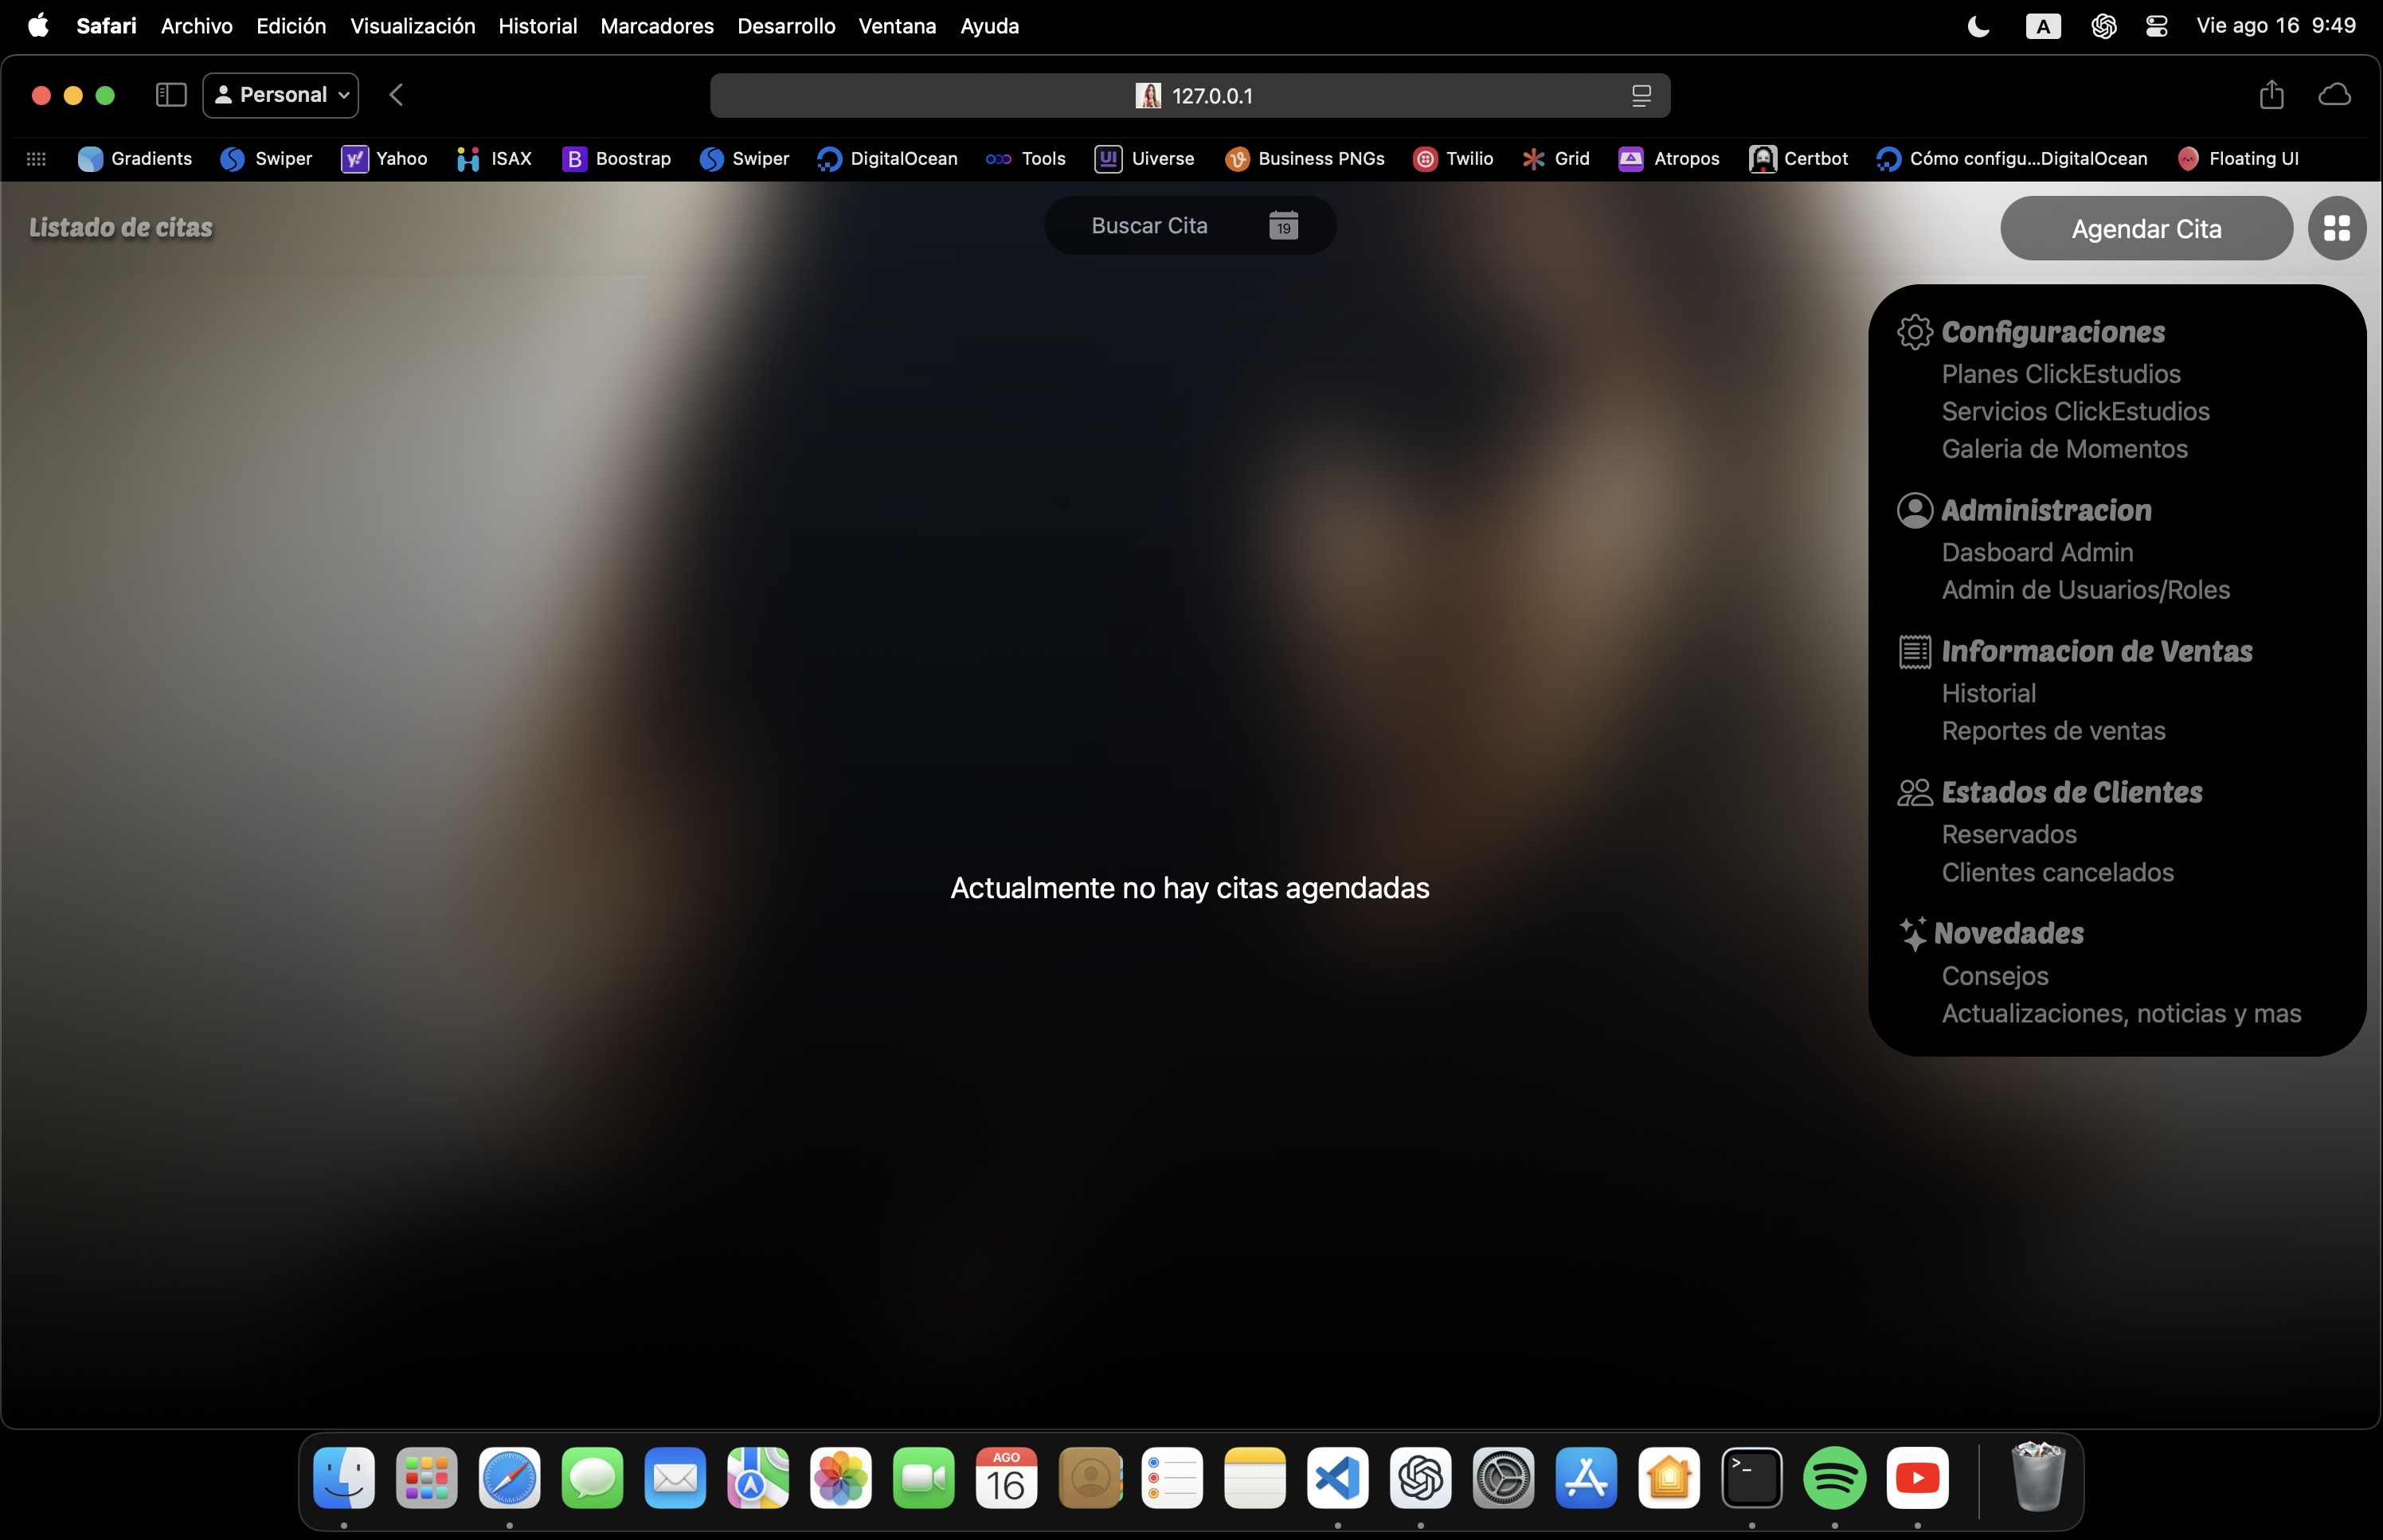 Safari Archivo Edición Visualización Historial Marcadores Desarrollo Ventana Ayuda A Vie ago 16 9:49
Personal 127.0.0.1
Gradients Swiper y! Yahoo ISAX B Boostrap Swiper DigitalOcean Tools UI Uiverse Business PNGs Twilio Grid Atropos Certbot Cómo configu...DigitalOcean Floating UI
Listado de citas Buscar Cita 19 Agendar Cita
Configuraciones
Planes ClickEstudios
Servicios ClickEstudios
Galeria de Momentos
Administracion
Dasboard Admin
Admin de Usuarios/Roles
Informacion de Ventas
Historial
Reportes de ventas
Estados de Clientes
Reservados
Clientes cancelados
Actualmente no hay citas agendadas
Novedades
Consejos
Actualizaciones, noticias y mas
AGO
16
>_